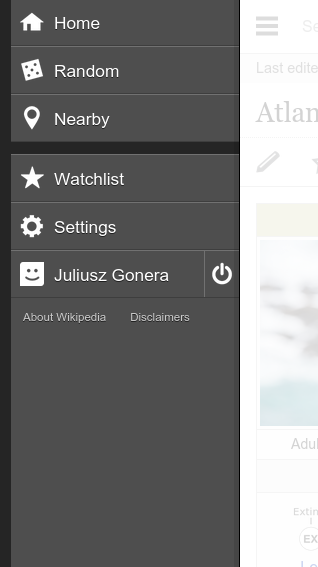 Home
Random
Nearby
Watchlist
Settings
Juliusz Gonera
About Wikipedia Disclaimers
Se
Last edite
Atlan
Adul
Extin
EX